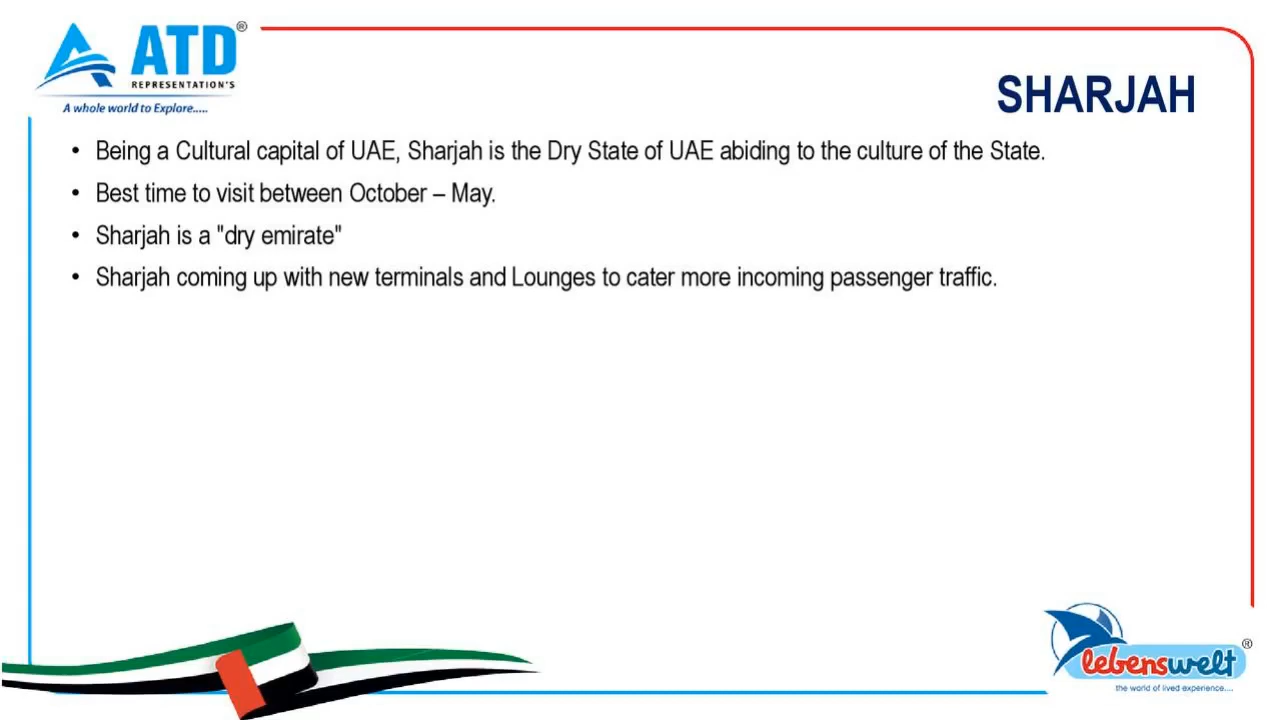 ATD®
REPRESENTATION'S
A whole world to Explore.....
SHARJAH
• Being a Cultural capital of UAE, Sharjah is the Dry State of UAE abiding to the culture of the State.
• Best time to visit between October – May.
• Sharjah is a "dry emirate"
• Sharjah coming up with new terminals and Lounges to cater more incoming passenger traffic.
lebenswelt®
the world of lived experience....